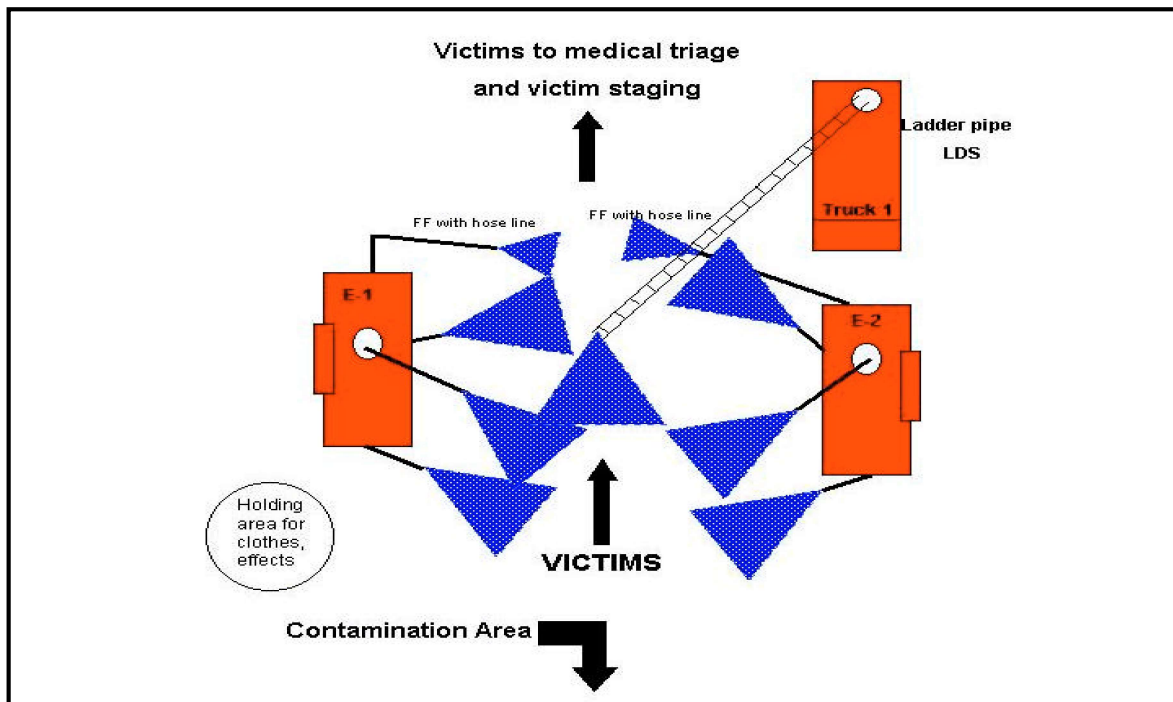 Victims to medical triage
and victim staging
Ladder pipe
LDS
Truck 1
FF with hose line
FF with hose line
E-1
E-2
Holding
area for
clothes,
effects
VICTIMS
Contamination Area